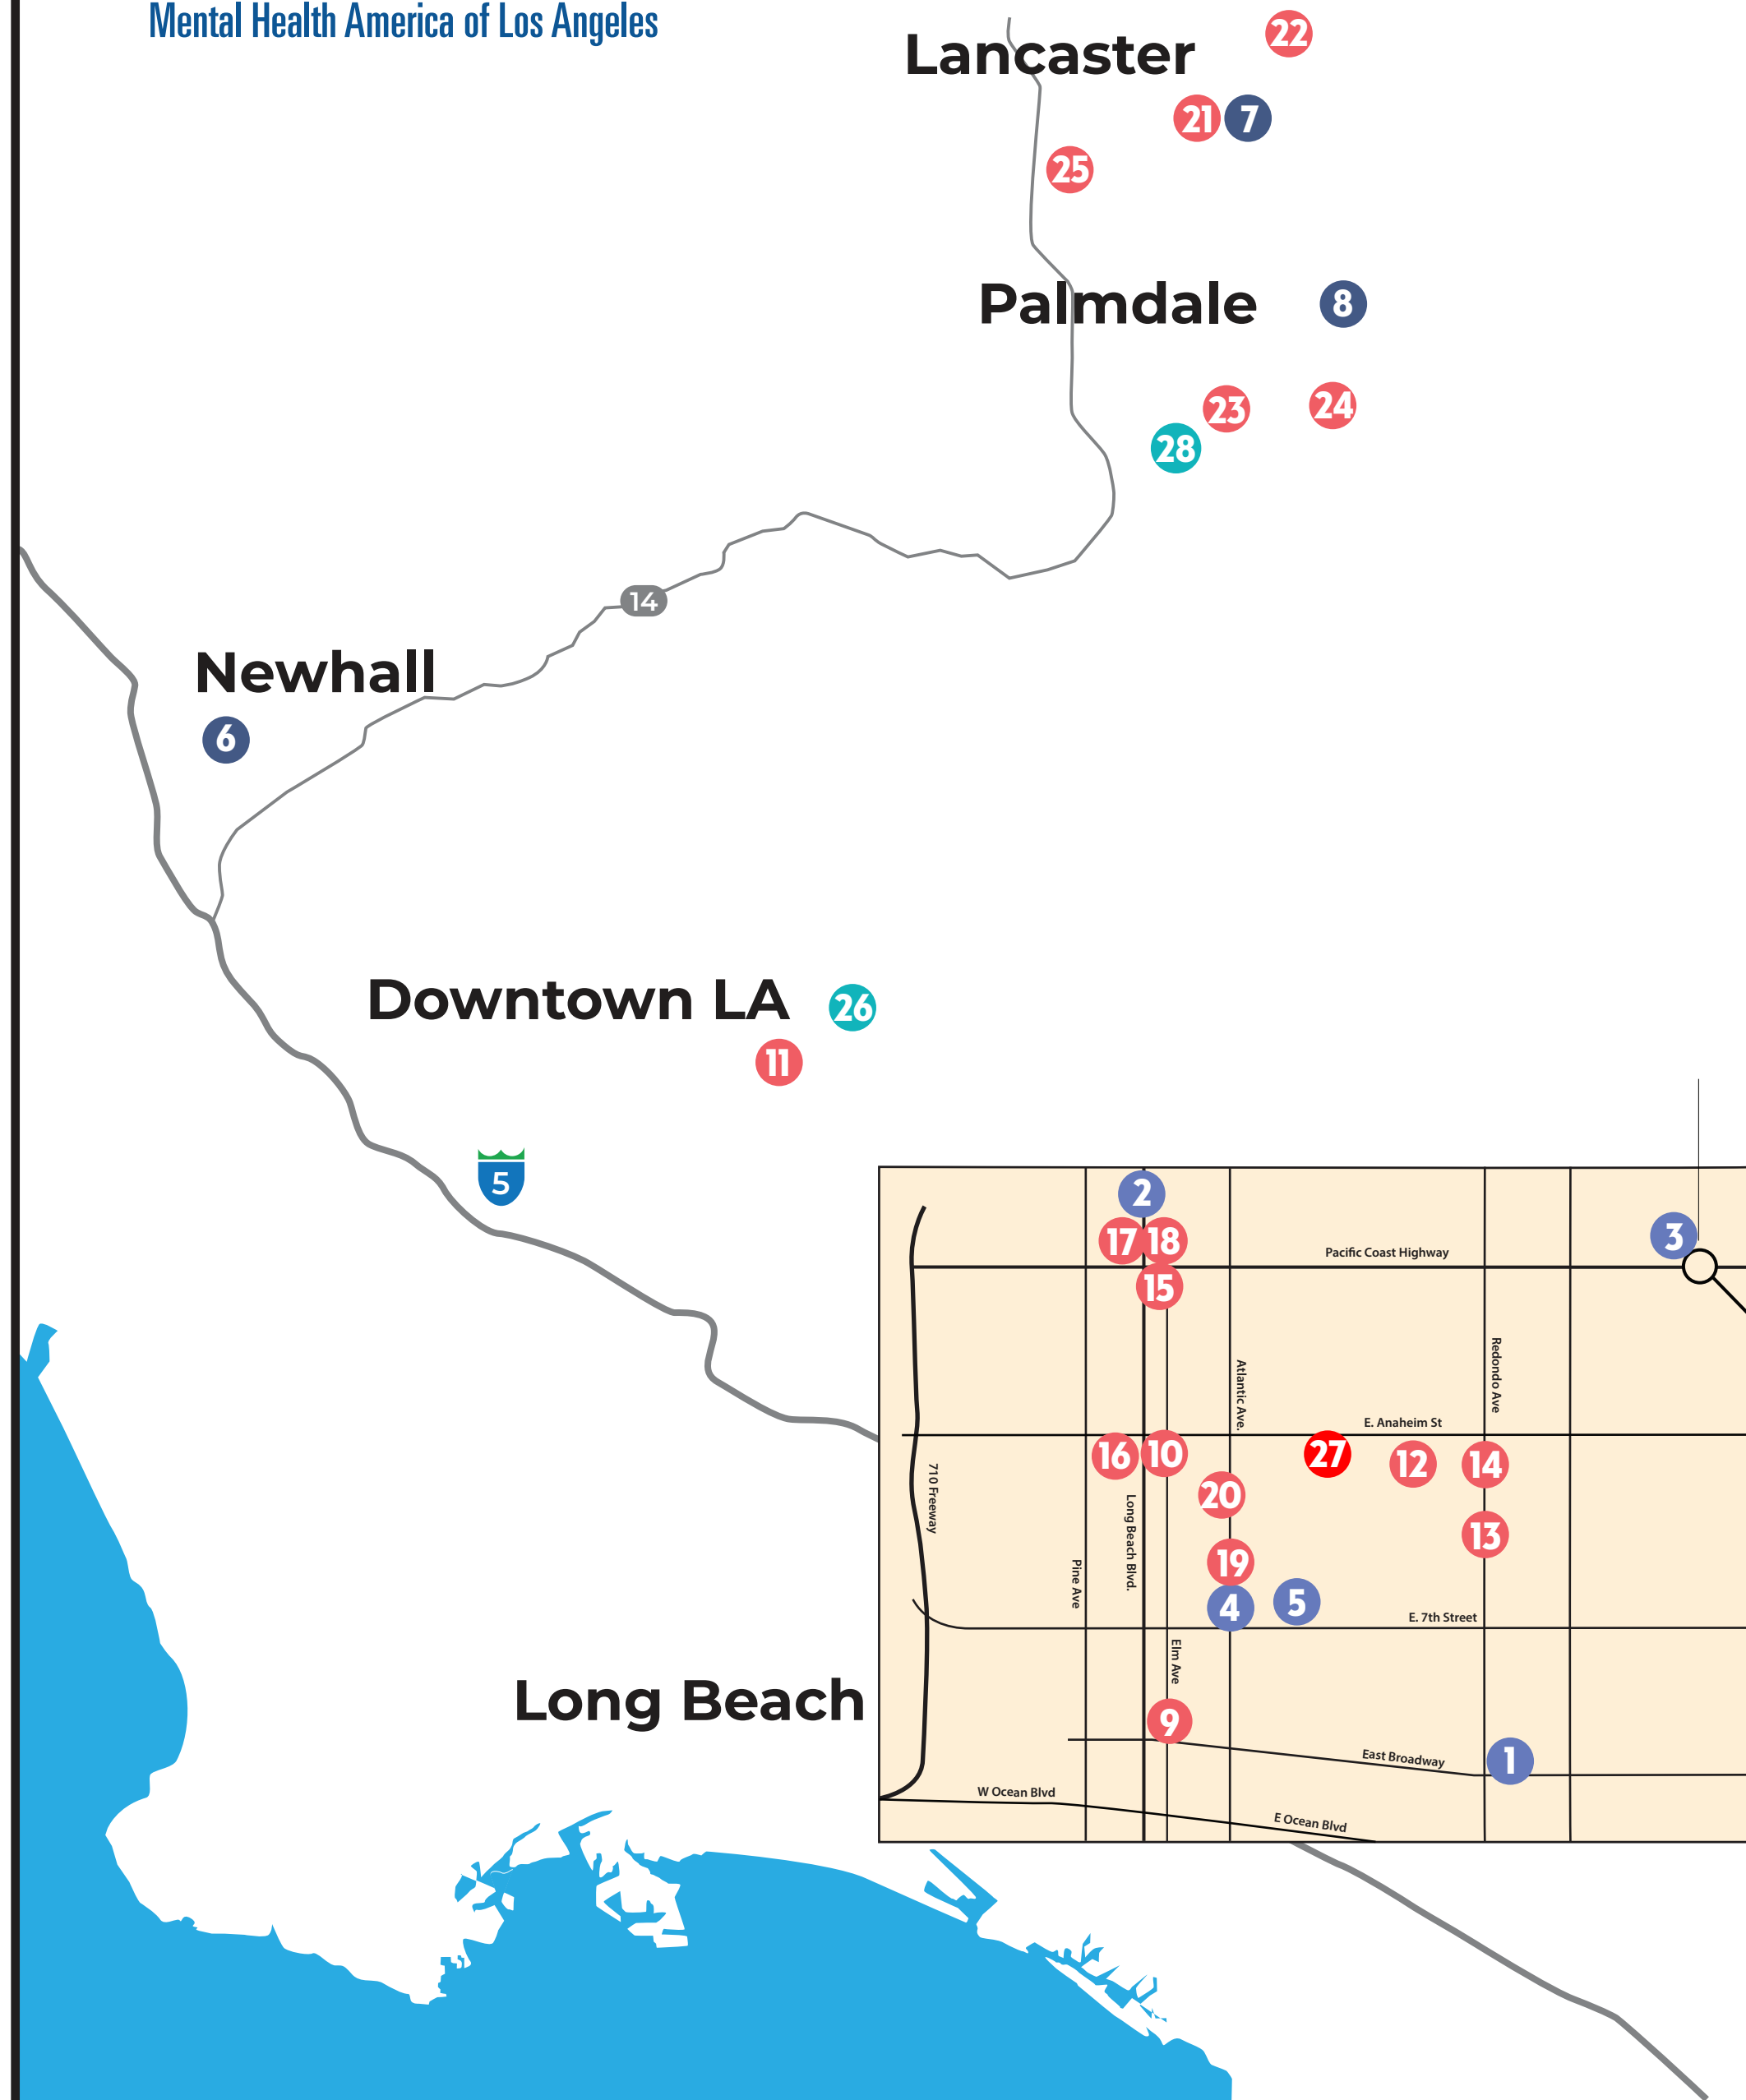 Mental Health America of Los Angeles
Lancaster
22
21
7
25
Palmdale
8
23
24
28
14
Newhall
6
Downtown LA
26
11
5
2
3
17
18
Pacific Coast Highway
15
Redondo Ave
Atlantic Ave.
E. Anaheim St
16
10
27
12
14
710 Freeway
20
Long Beach Blvd.
13
19
Pine Ave
4
5
E. 7th Street
Elm Ave
Long Beach
9
East Broadway
1
W Ocean Blvd
E Ocean Blvd